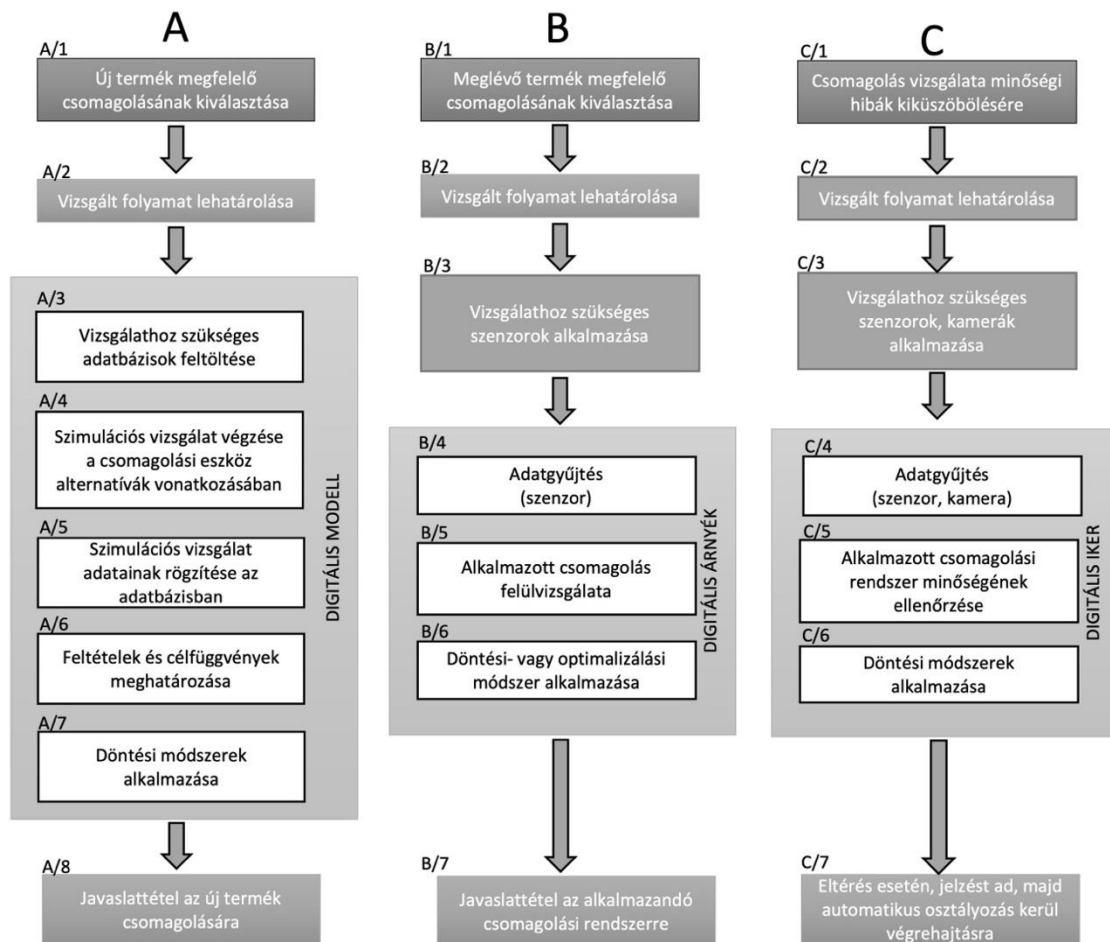 A
A/1
Új termék megfelelő
csomagolásának kiválasztása
A/2
Vizsgált folyamat lehatárolása
A/3
Vizsgálathoz szükséges
adatbázisok feltöltése
A/4
Szimulációs vizsgálat végzése
a csomagolási eszköz
alternatívák vonatkozásában
A/5
Szimulációs vizsgálat
adatainak rögzítése az
adatbázisban
A/6
Feltételek és célfüggvények
meghatározása
A/7
Döntési módszerek
alkalmazása
DIGITÁLIS MODELL
A/8
Javaslattétel az új termék
csomagolására
B
B/1
Meglévő termék megfelelő
csomagolásának kiválasztása
B/2
Vizsgált folyamat lehatárolása
B/3
Vizsgálathoz szükséges
szenzorok alkalmazása
B/4
Adatgyűjtés
(szenzor)
B/5
Alkalmazott csomagolás
felülvizsgálata
B/6
Döntési- vagy optimalizálási
módszer alkalmazása
DIGITÁLIS ÁRNYÉK
B/7
Javaslattétel az alkalmazandó
csomagolási rendszerre
C
C/1
Csomagolás vizsgálata minőségi
hibák kiküszöbölésére
C/2
Vizsgált folyamat lehatárolása
C/3
Vizsgálathoz szükséges
szenzorok, kamerák
alkalmazása
C/4
Adatgyűjtés
(szenzor, kamera)
C/5
Alkalmazott csomagolási
rendszer minőségének
ellenőrzése
C/6
Döntési módszerek
alkalmazása
DIGITÁLIS IKER
C/7
Eltérés esetén, jelzést ad, majd
automatikus osztályozás kerül
végrehajtásra